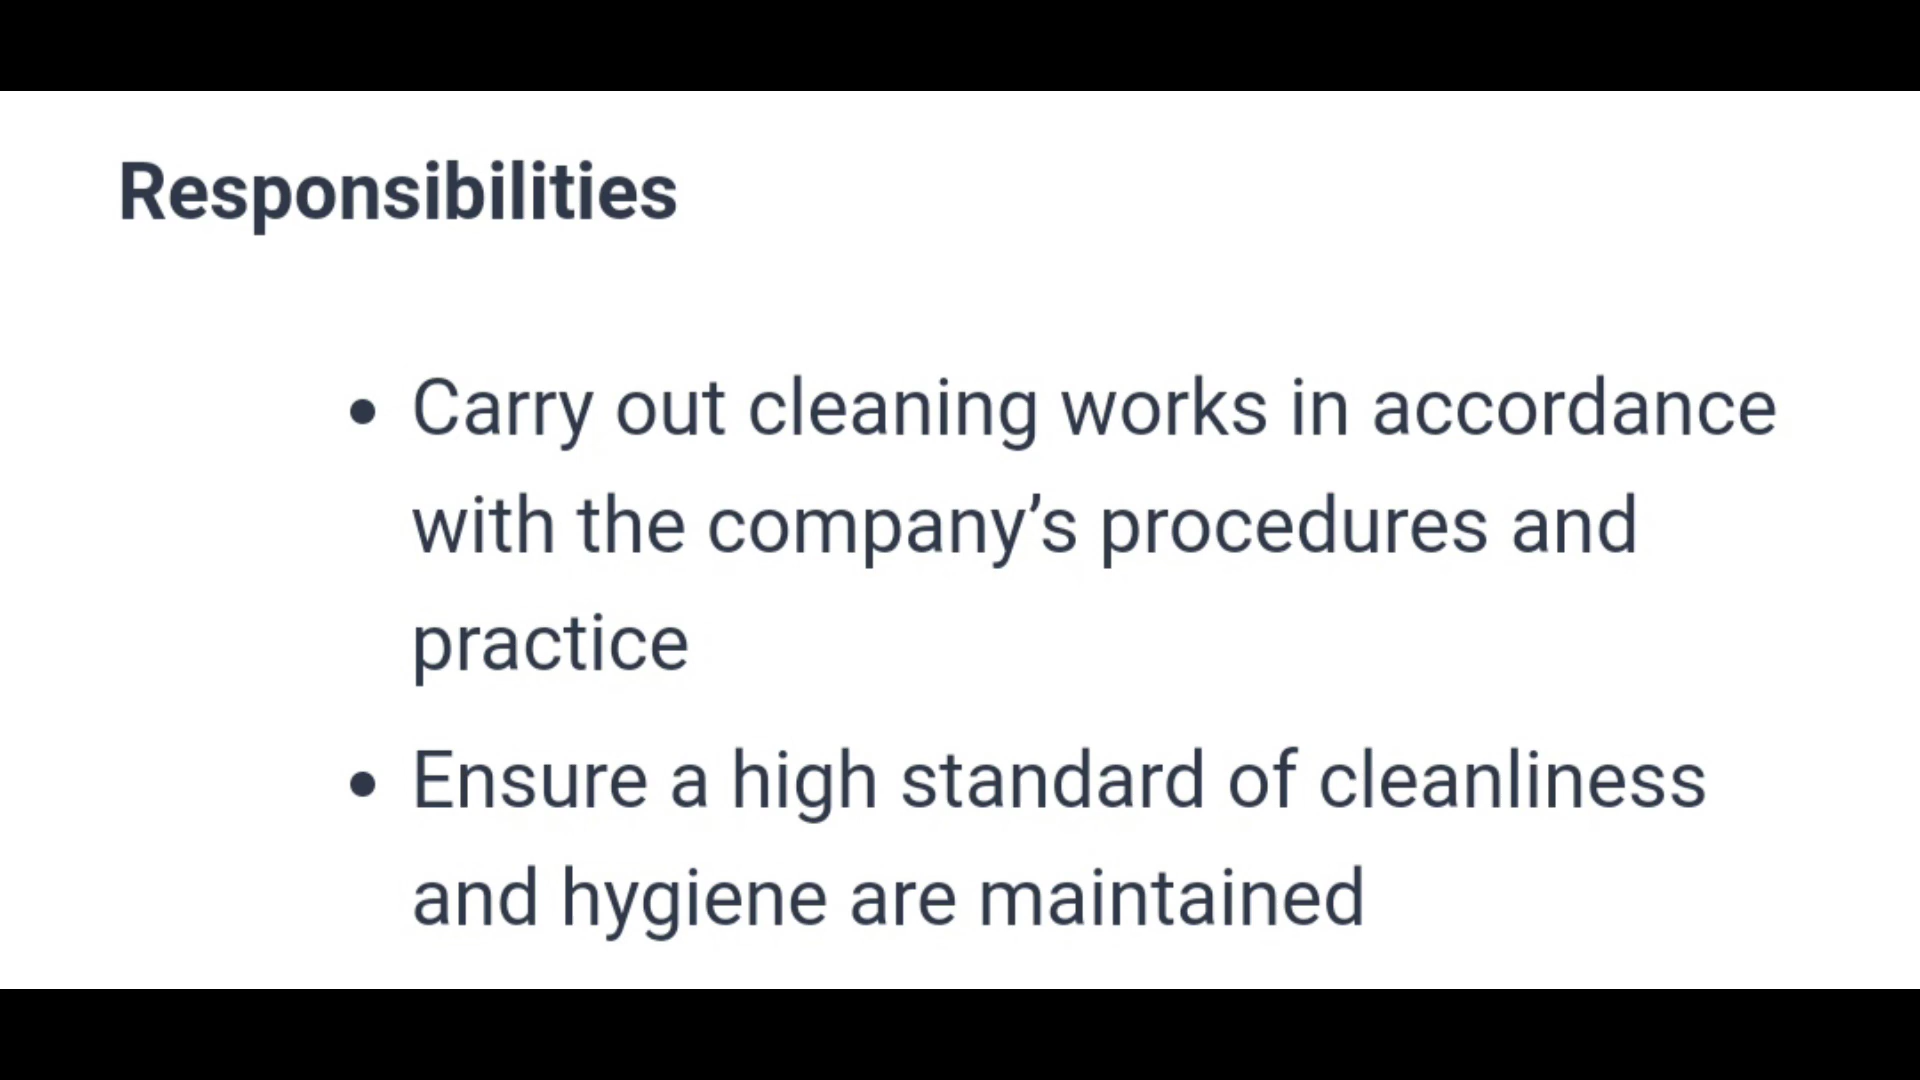 Responsibilities
• Carry out cleaning works in accordance
with the company’s procedures and
practice
• Ensure a high standard of cleanliness
and hygiene are maintained